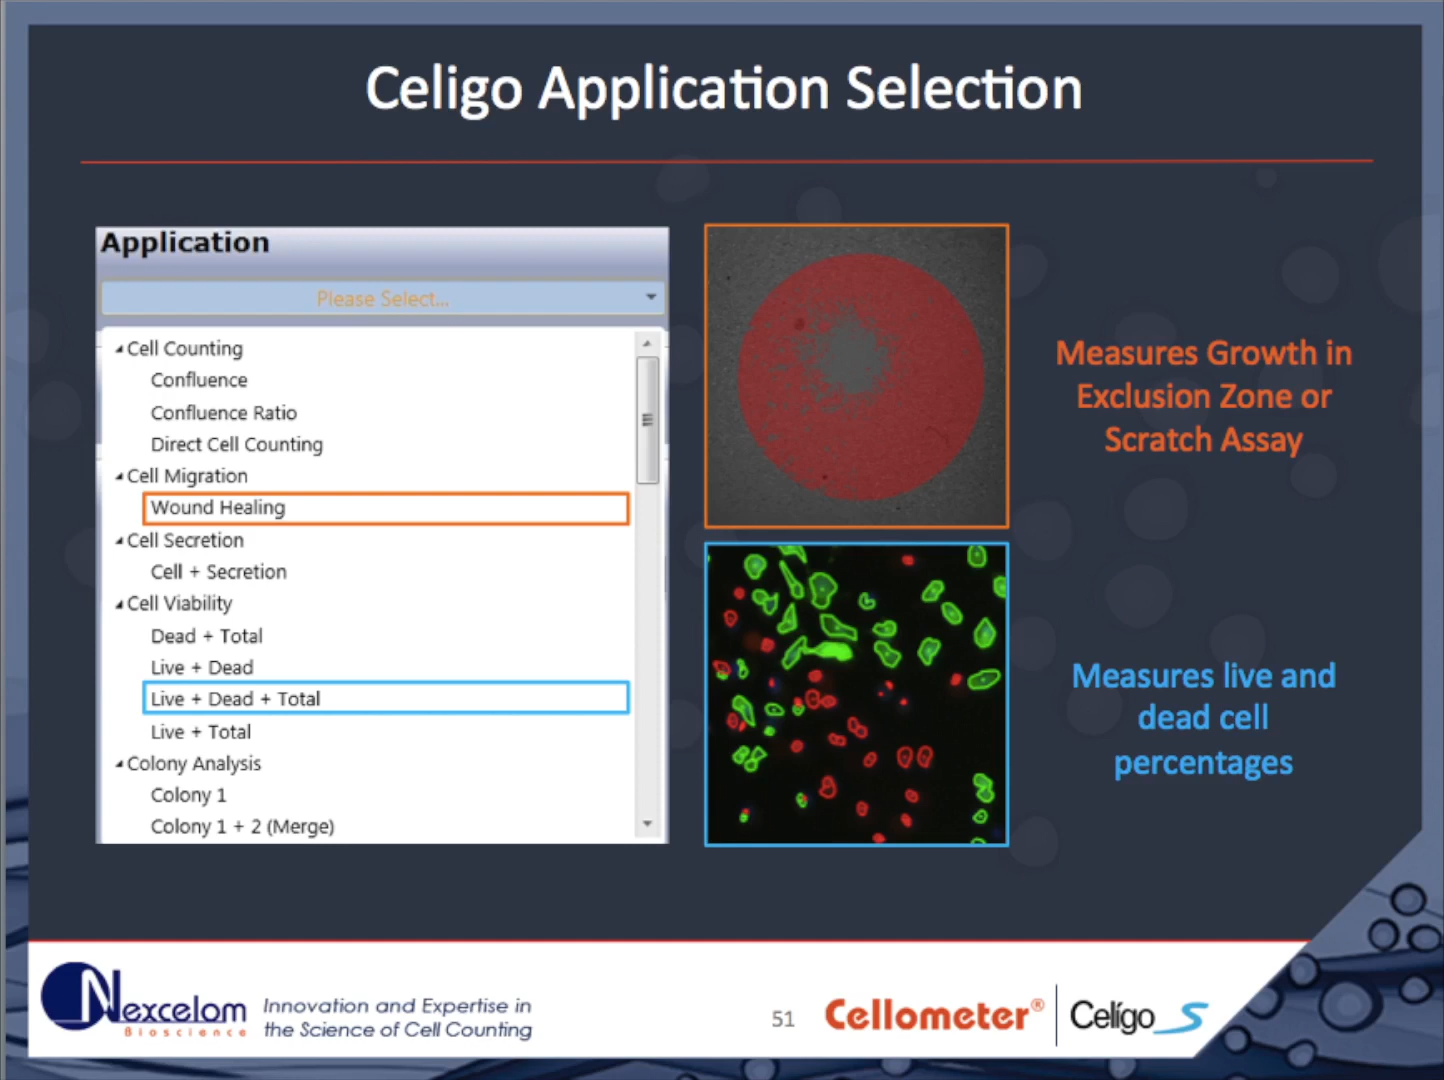 Celigo Application Selection
Application
Please Select...
Cell Counting
Confluence
Confluence Ratio
Direct Cell Counting
Cell Migration
Wound Healing
Cell Secretion
Cell + Secretion
Cell Viability
Dead + Total
Live + Dead
Live + Dead + Total
Live + Total
Colony Analysis
Colony 1
Colony 1 + 2 (Merge)
Measures Growth in
Exclusion Zone or
Scratch Assay
Measures live and
dead cell
percentages
Nexcelom
Bioscience
Innovation and Expertise in
the Science of Cell Counting
51
Cellometer®
Celígo S